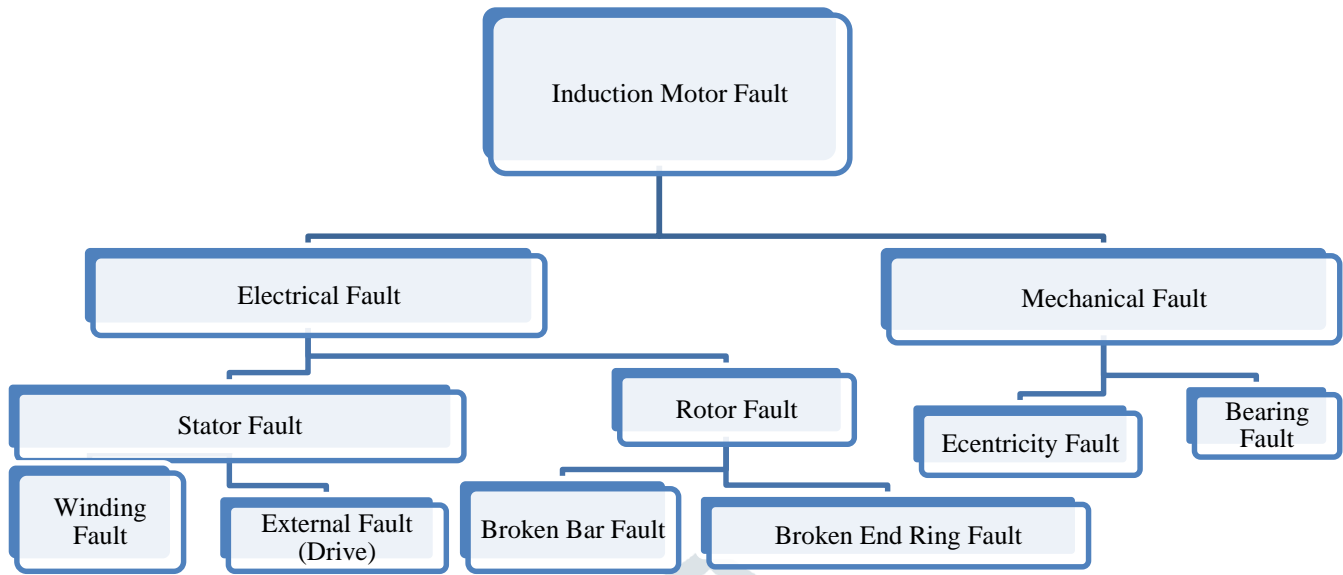 Induction Motor Fault
Electrical Fault
Mechanical Fault
Stator Fault
Rotor Fault
Ecentricity Fault
Bearing
Fault
Winding
Fault
External Fault
(Drive)
Broken Bar Fault
Broken End Ring Fault